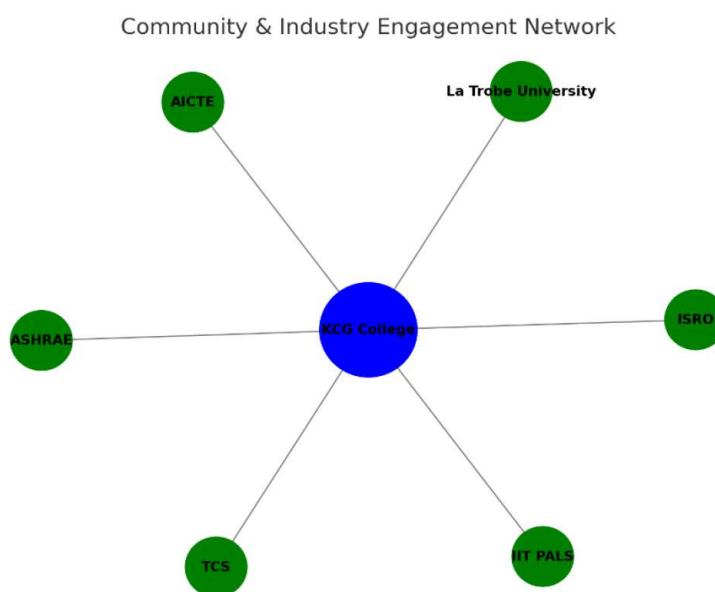 Community & Industry Engagement Network
AICTE
La Trobe University
KCG College
ISRO
ASHRAE
TCS
IIT PALS